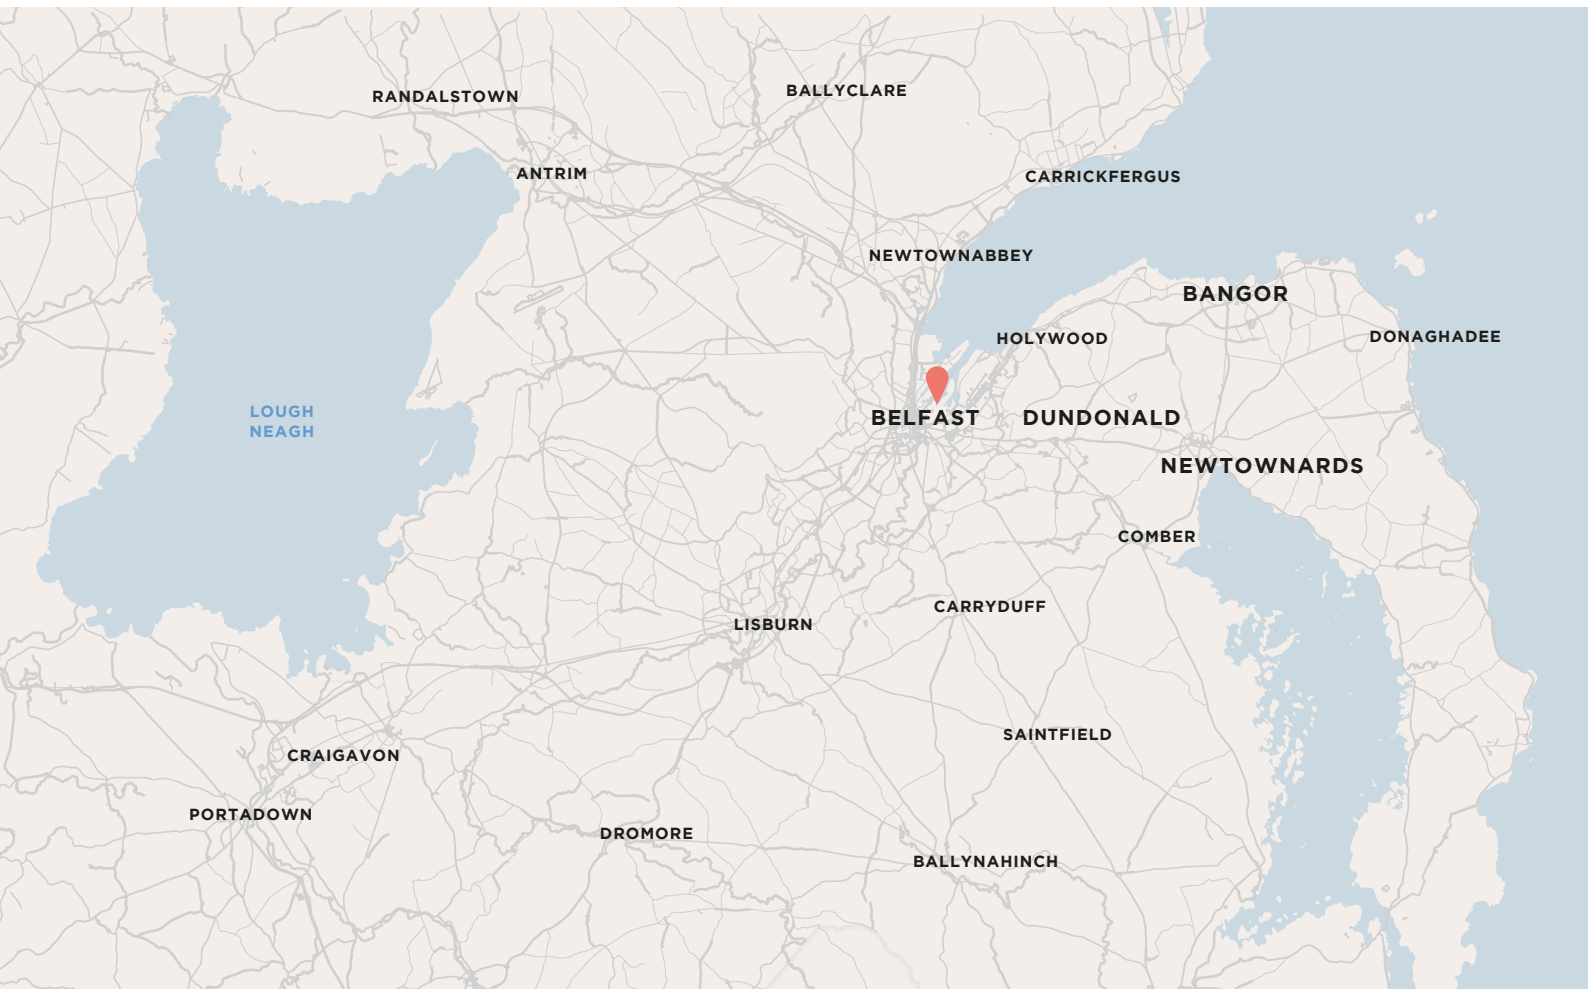 BALLYCLARE
RANDALSTOWN
ANTRIM
CARRICKFERGUS
NEWTOWNABBEY
BANGOR
DONAGHADEE
HOLYWOOD
LOUGH
NEAGH
BELFAST
DUNDONALD
NEWTOWNARDS
COMBER
CARRYDUFF
LISBURN
SAINTFIELD
CRAIGAVON
PORTADOWN
DROMORE
BALLYNAHINCH